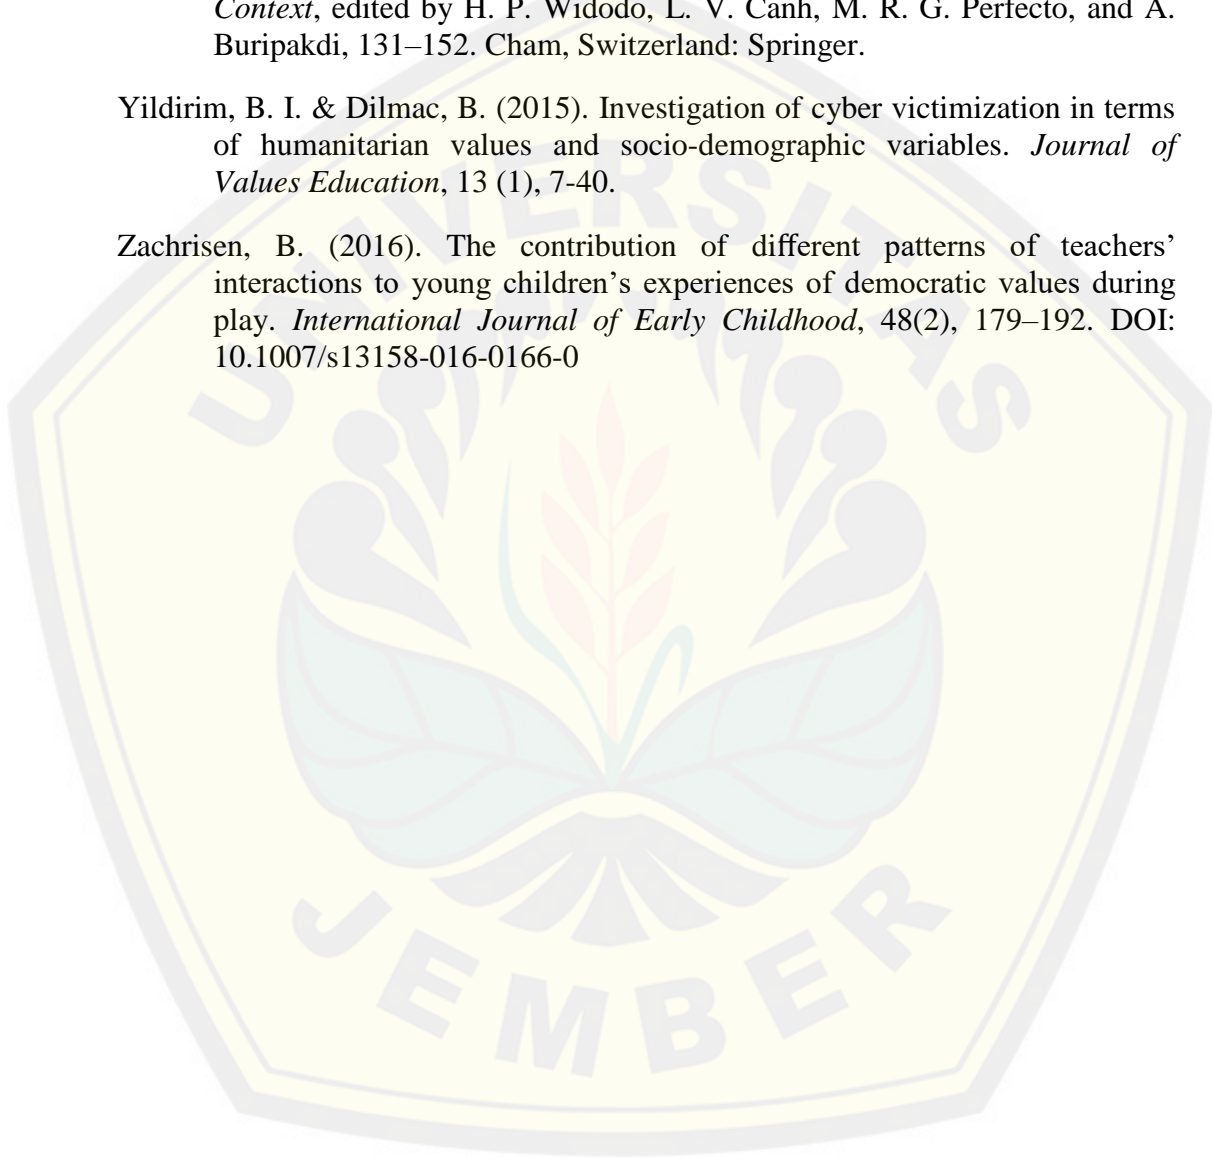 Context, edited by H. P. Widodo, L. V. Canh, M. R. G. Perfecto, and A.
Buripakdi, 131–152. Cham, Switzerland: Springer.
Yildirim, B. I. & Dilmac, B. (2015). Investigation of cyber victimization in terms
of humanitarian values and socio-demographic variables. Journal of
Values Education, 13 (1), 7-40.
Zachrisen, B. (2016). The contribution of different patterns of teachers’
interactions to young children’s experiences of democratic values during
play. International Journal of Early Childhood, 48(2), 179–192. DOI:
10.1007/s13158-016-0166-0
UNIVERSITAS
JEMBER